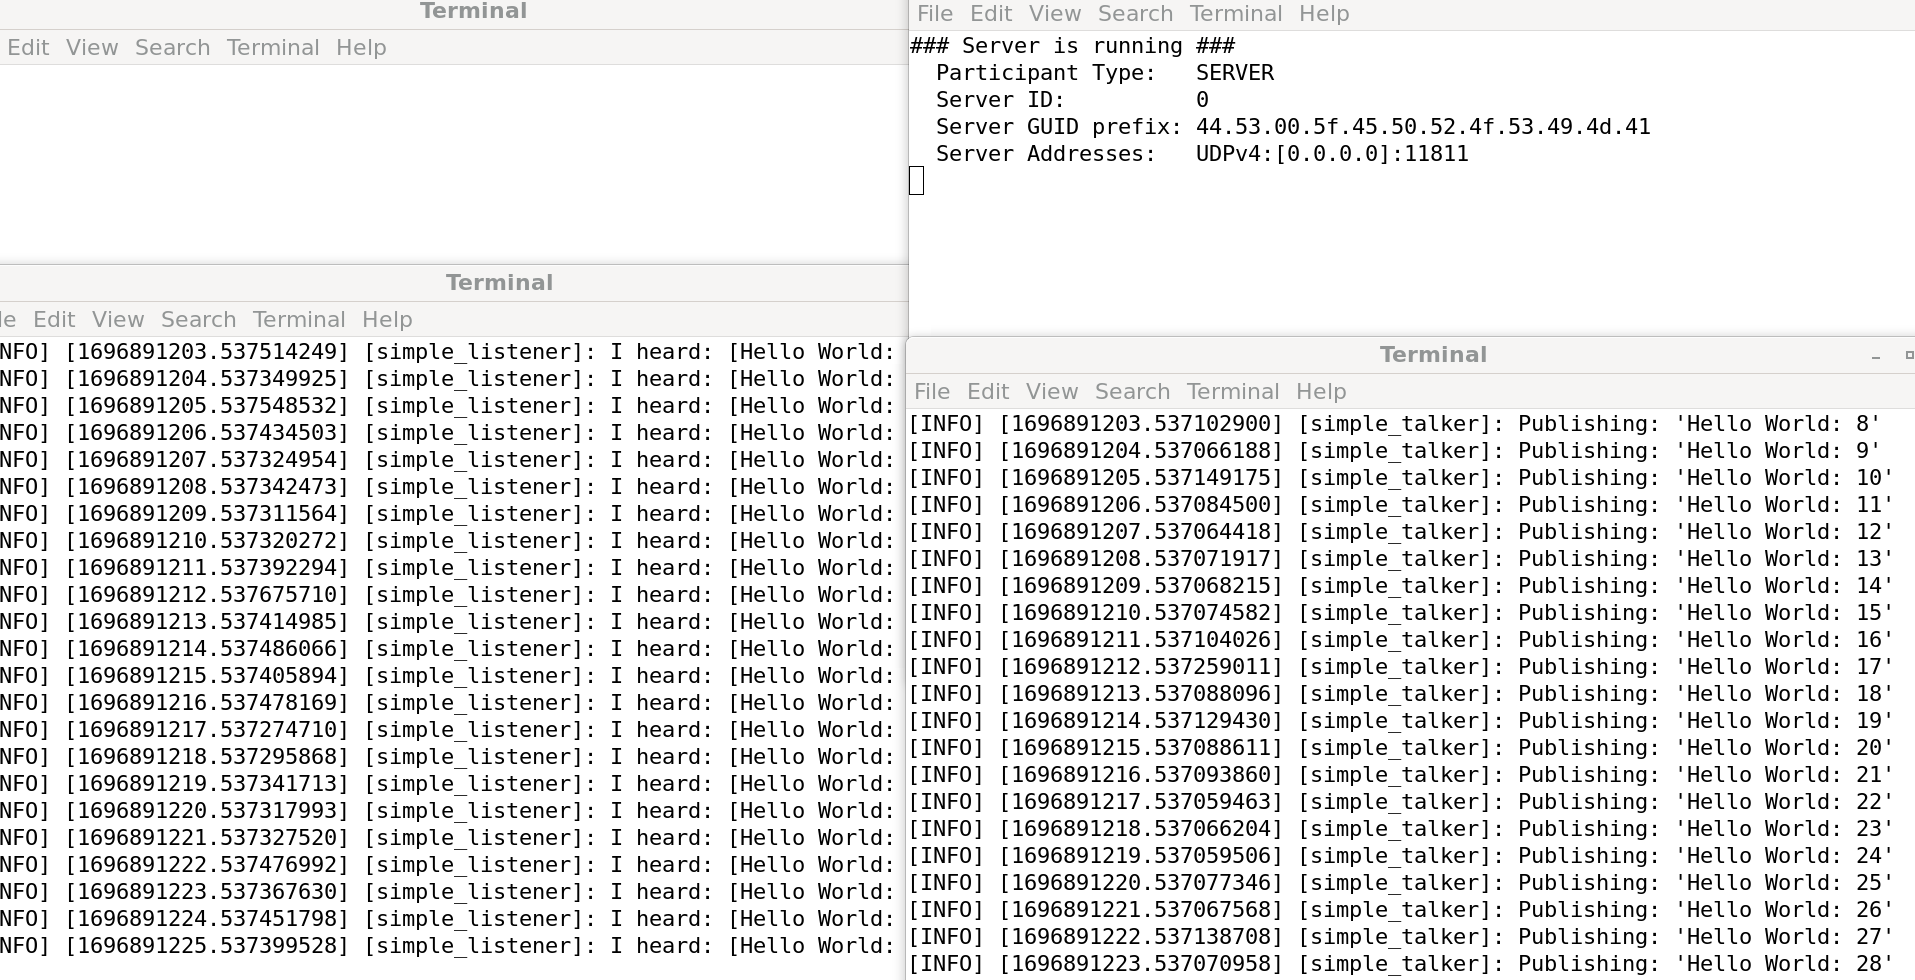 Terminal
Edit View Search Terminal Help
File Edit View Search Terminal Help
### Server is running ###
Participant Type: SERVER
Server ID: 0
Server GUID prefix: 44.53.00.5f.45.50.52.4f.53.49.4d.41
Server Addresses: UDPv4:[0.0.0.0]:11811
Terminal
le Edit View Search Terminal Help
NFO] [1696891203.537514249] [simple_listener]: I heard: [Hello World:
NFO] [1696891204.537349925] [simple_listener]: I heard: [Hello World:
NFO] [1696891205.537548532] [simple_listener]: I heard: [Hello World:
NFO] [1696891206.537434503] [simple_listener]: I heard: [Hello World:
NFO] [1696891207.537324954] [simple_listener]: I heard: [Hello World:
NFO] [1696891208.537342473] [simple_listener]: I heard: [Hello World:
NFO] [1696891209.537311564] [simple_listener]: I heard: [Hello World:
NFO] [1696891210.537320272] [simple_listener]: I heard: [Hello World:
NFO] [1696891211.537392294] [simple_listener]: I heard: [Hello World:
NFO] [1696891212.537675710] [simple_listener]: I heard: [Hello World:
NFO] [1696891213.537414985] [simple_listener]: I heard: [Hello World:
NFO] [1696891214.537486066] [simple_listener]: I heard: [Hello World:
NFO] [1696891215.537405894] [simple_listener]: I heard: [Hello World:
NFO] [1696891216.537478169] [simple_listener]: I heard: [Hello World:
NFO] [1696891217.537274710] [simple_listener]: I heard: [Hello World:
NFO] [1696891218.537295868] [simple_listener]: I heard: [Hello World:
NFO] [1696891219.537341713] [simple_listener]: I heard: [Hello World:
NFO] [1696891220.537317993] [simple_listener]: I heard: [Hello World:
NFO] [1696891221.537327520] [simple_listener]: I heard: [Hello World:
NFO] [1696891222.537476992] [simple_listener]: I heard: [Hello World:
NFO] [1696891223.537367630] [simple_listener]: I heard: [Hello World:
NFO] [1696891224.537451798] [simple_listener]: I heard: [Hello World:
NFO] [1696891225.537399528] [simple_listener]: I heard: [Hello World:
Terminal
File Edit View Search Terminal Help
[INFO] [1696891203.537102900] [simple_talker]: Publishing: 'Hello World: 8'
[INFO] [1696891204.537066188] [simple_talker]: Publishing: 'Hello World: 9'
[INFO] [1696891205.537149175] [simple_talker]: Publishing: 'Hello World: 10'
[INFO] [1696891206.537084500] [simple_talker]: Publishing: 'Hello World: 11'
[INFO] [1696891207.537064418] [simple_talker]: Publishing: 'Hello World: 12'
[INFO] [1696891208.537071917] [simple_talker]: Publishing: 'Hello World: 13'
[INFO] [1696891209.537068215] [simple_talker]: Publishing: 'Hello World: 14'
[INFO] [1696891210.537074582] [simple_talker]: Publishing: 'Hello World: 15'
[INFO] [1696891211.537104026] [simple_talker]: Publishing: 'Hello World: 16'
[INFO] [1696891212.537259011] [simple_talker]: Publishing: 'Hello World: 17'
[INFO] [1696891213.537088096] [simple_talker]: Publishing: 'Hello World: 18'
[INFO] [1696891214.537129430] [simple_talker]: Publishing: 'Hello World: 19'
[INFO] [1696891215.537088611] [simple_talker]: Publishing: 'Hello World: 20'
[INFO] [1696891216.537093860] [simple_talker]: Publishing: 'Hello World: 21'
[INFO] [1696891217.537059463] [simple_talker]: Publishing: 'Hello World: 22'
[INFO] [1696891218.537066204] [simple_talker]: Publishing: 'Hello World: 23'
[INFO] [1696891219.537059506] [simple_talker]: Publishing: 'Hello World: 24'
[INFO] [1696891220.537077346] [simple_talker]: Publishing: 'Hello World: 25'
[INFO] [1696891221.537067568] [simple_talker]: Publishing: 'Hello World: 26'
[INFO] [1696891222.537138708] [simple_talker]: Publishing: 'Hello World: 27'
[INFO] [1696891223.537070958] [simple_talker]: Publishing: 'Hello World: 28'